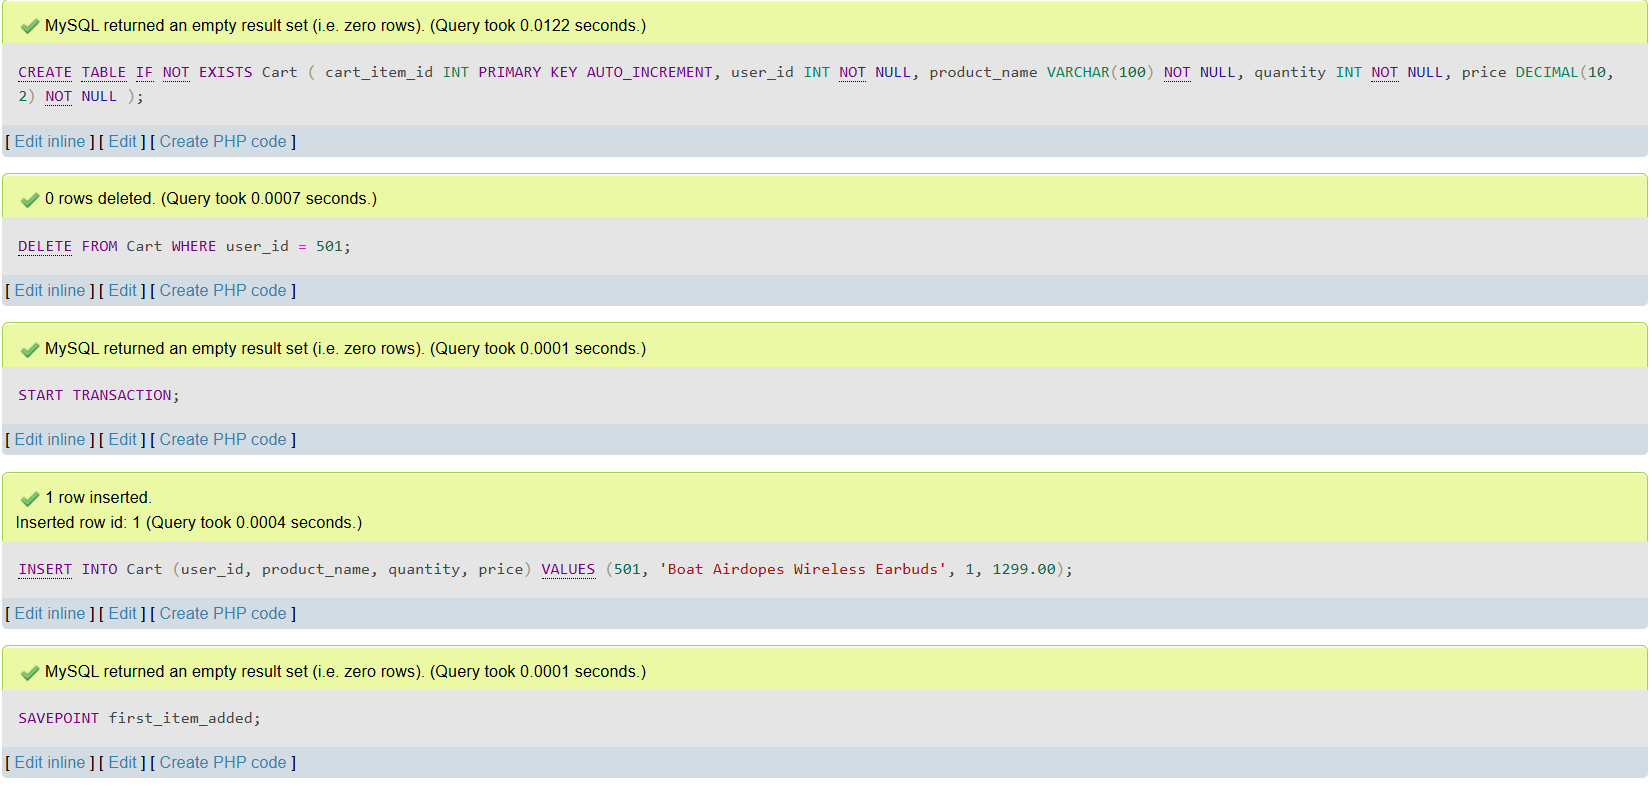 MySQL returned an empty result set (i.e. zero rows). (Query took 0.0122 seconds.)
CREATE TABLE IF NOT EXISTS Cart ( cart_item_id INT PRIMARY KEY AUTO_INCREMENT, user_id INT NOT NULL, product_name VARCHAR(100) NOT NULL, quantity INT NOT NULL, price DECIMAL(10,
2) NOT NULL );
[ Edit inline ] [ Edit ] [ Create PHP code ]
0 rows deleted. (Query took 0.0007 seconds.)
DELETE FROM Cart WHERE user_id = 501;
[ Edit inline ] [ Edit ] [ Create PHP code ]
MySQL returned an empty result set (i.e. zero rows). (Query took 0.0001 seconds.)
START TRANSACTION;
[ Edit inline ] [ Edit ] [ Create PHP code ]
1 row inserted.
Inserted row id: 1 (Query took 0.0004 seconds.)
INSERT INTO Cart (user_id, product_name, quantity, price) VALUES (501, 'Boat Airdopes Wireless Earbuds', 1, 1299.00);
[ Edit inline ] [ Edit ] [ Create PHP code ]
MySQL returned an empty result set (i.e. zero rows). (Query took 0.0001 seconds.)
SAVEPOINT first_item_added;
[ Edit inline ] [ Edit ] [ Create PHP code ]